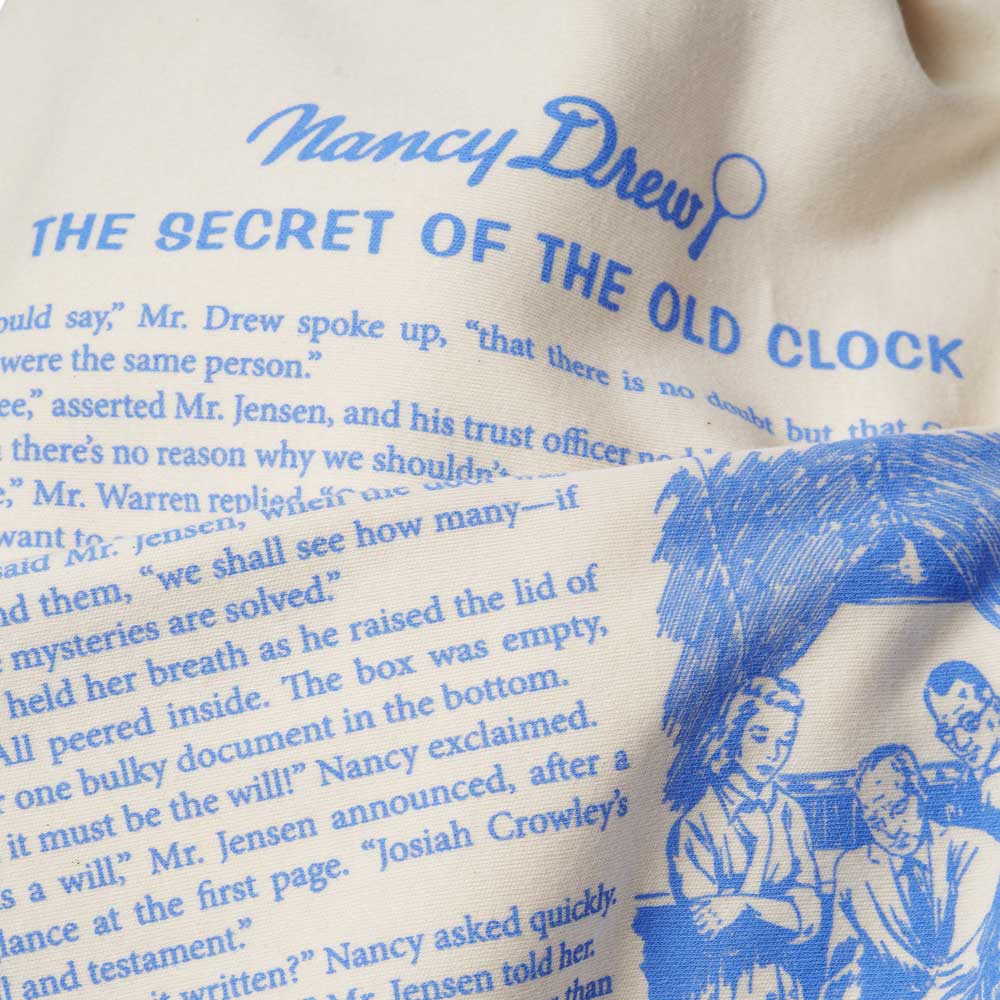 Nancy Drew
THE SECRET OF THE OLD CLOCK
ould say,” Mr. Drew spoke up, “that there is no doubt but that
were the same person.”
ee,” asserted Mr. Jensen, and his trust officer
there’s no reason why we shouldn’t
e,” Mr. Warren replied.
want to
said Mr. Jensen,
“we shall see how many—if
nd them,
mysteries are solved.”
held her breath as he raised the lid of
All peered inside. The box was empty,
r one bulky document in the bottom.
it must be the will!” Nancy exclaimed.
s a will,” Mr. Jensen announced, after a
lance at the first page. “Josiah Crowley’s
l and testament.”
it written?” Nancy asked quickly.
Mr. Jensen told her.
than